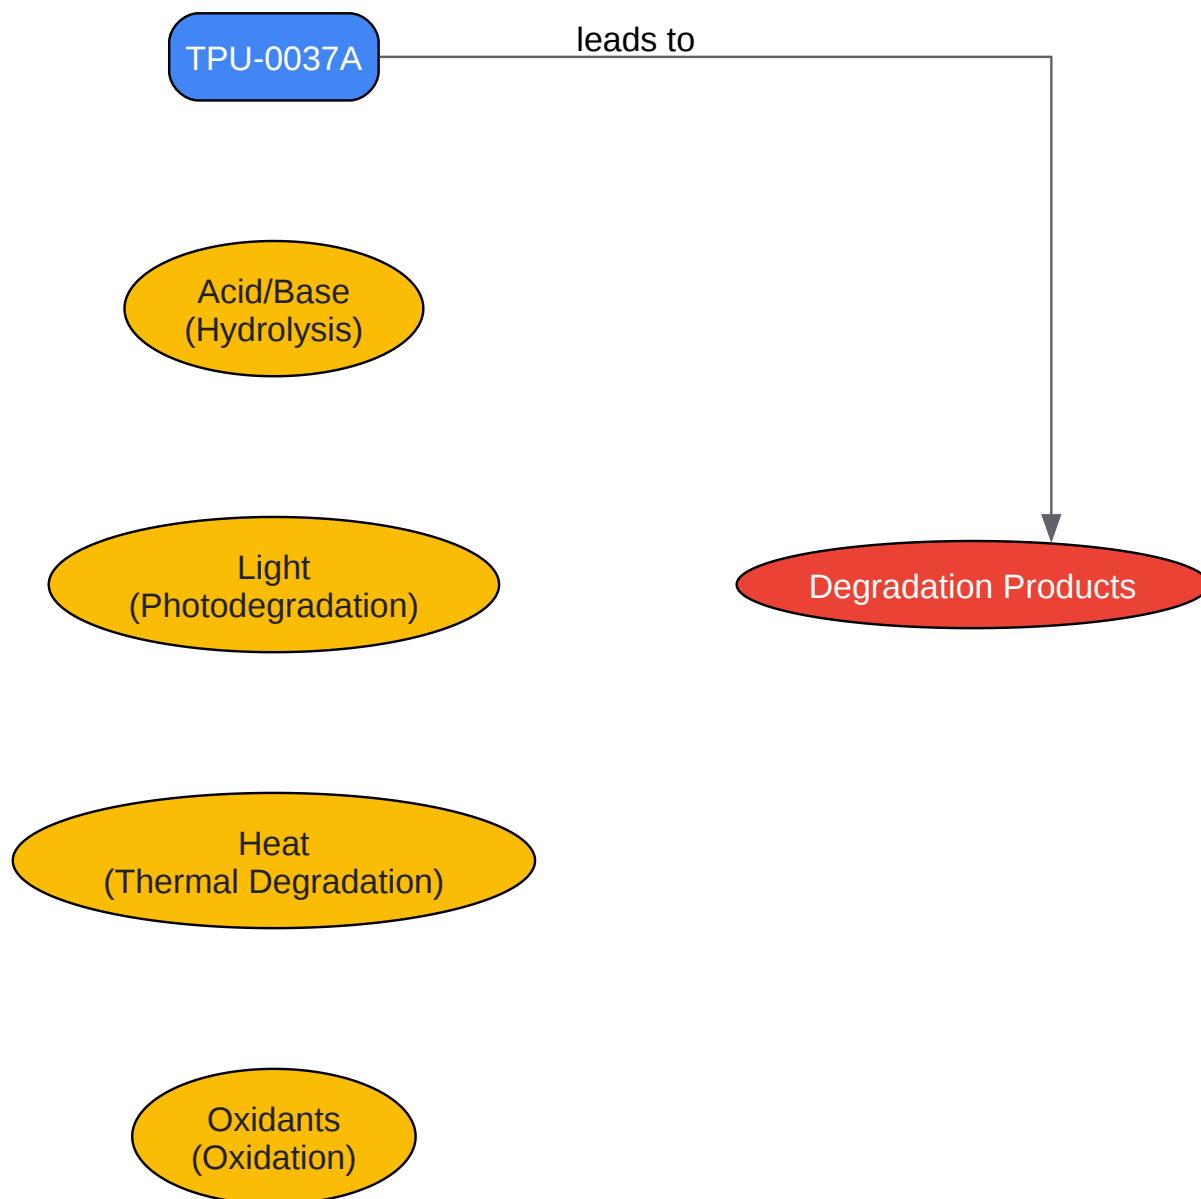 TPU-0037A
leads to
Acid/Base
(Hydrolysis)
Light
(Photodegradation)
Degradation Products
Heat
(Thermal Degradation)
Oxidants
(Oxidation)